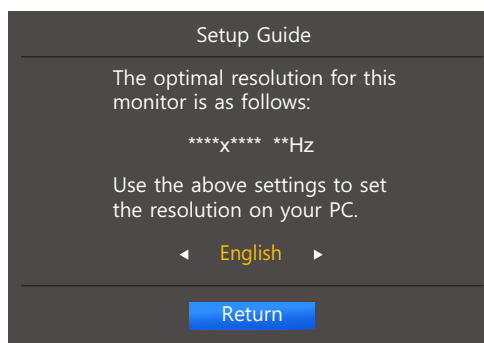 Setup Guide
The optimal resolution for this
monitor is as follows:
****x**** **Hz
Use the above settings to set
the resolution on your PC.
English
Return